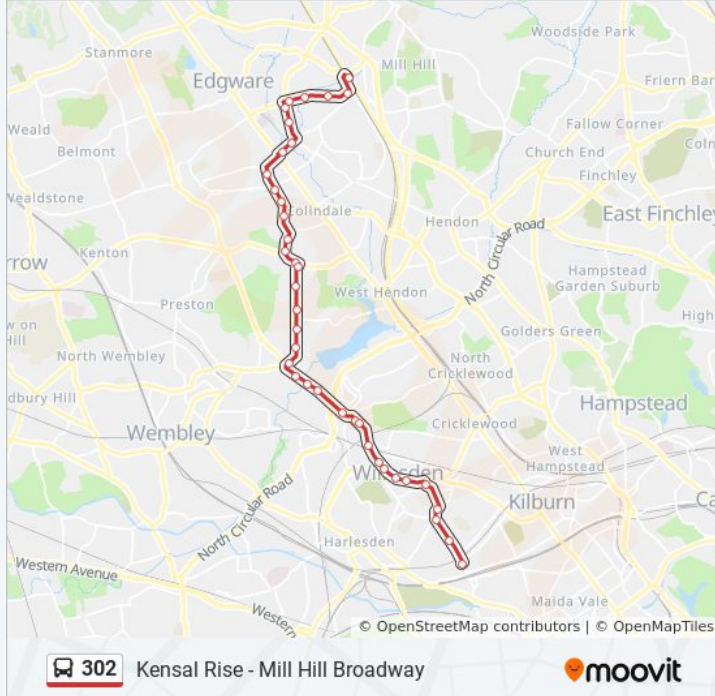 Woodside Park
Stanmore
Mill Hill
Edgware
Friern Bar
Weald
Fallow Corner
Belmont
Church End
Coln
Finchley
Wealdstone
Colindale
East Finchley
Hendon
North Circular Road
Kenton
rrow
Hampstead
Garden Suburb
West Hendon
Preston
High
w on
Hill
Golders Green
North Wembley
North
Cricklewood
dbury Hill
Hampstead
Cricklewood
Wembley
West
Hampstead
Kilburn
Ca
North Circular Road
Harlesden
Western Avenue
Maida Vale
Western
© OpenStreetMap contributors | © OpenMapTiles
302 Kensal Rise - Mill Hill Broadway
moovit